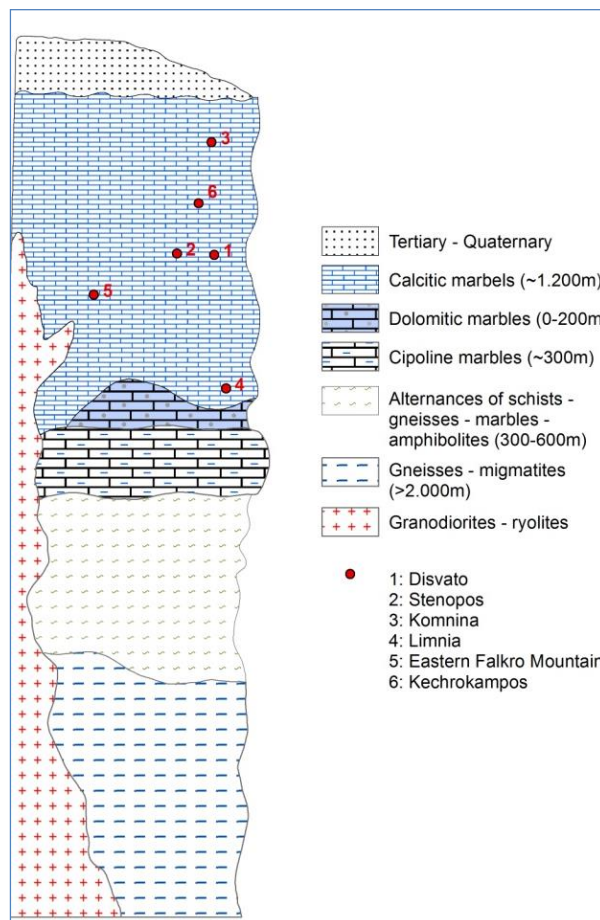 3
6
2
1
5
4
Tertiary - Quaternary
Calcitic marbels (~1.200m)
Dolomitic marbles (0-200m
Cipoline marbles (~300m)
Alternances of schists -
gneisses - marbles -
amphibolites (300-600m)
Gneisses - migmatites
(>2.000m)
Granodiorites - ryolites
1: Disvato
2: Stenopos
3: Komnina
4: Limnia
5: Eastern Falkro Mountain
6: Kechrokampos